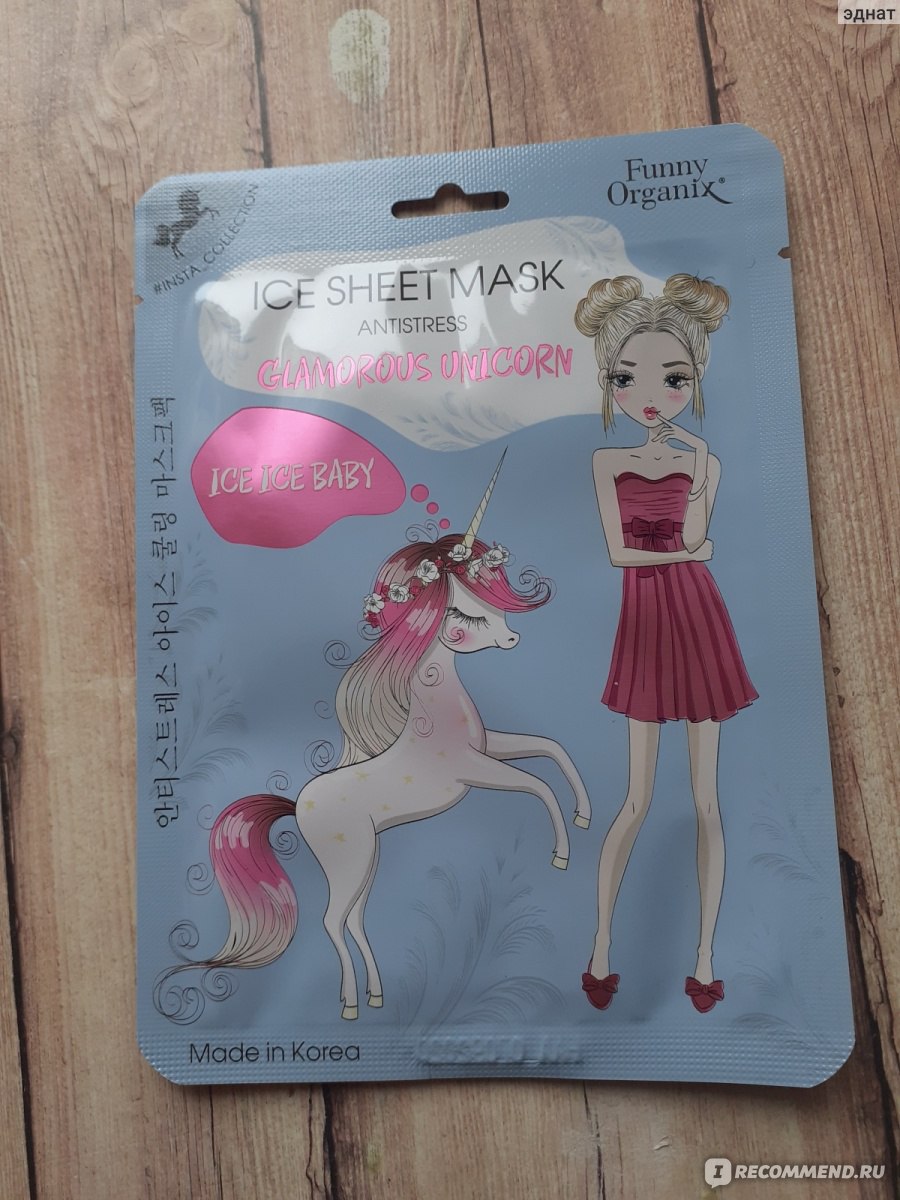 эднат
Funny
Organix®
#INSTA_COLLECTION
ICE SHEET MASK
ANTISTRESS
GLAMOROUS UNICORN
ICE ICE BABY
안티스트레스 아이스 쿨링 마스크팩
Made in Korea
IRECOMMEND.RU